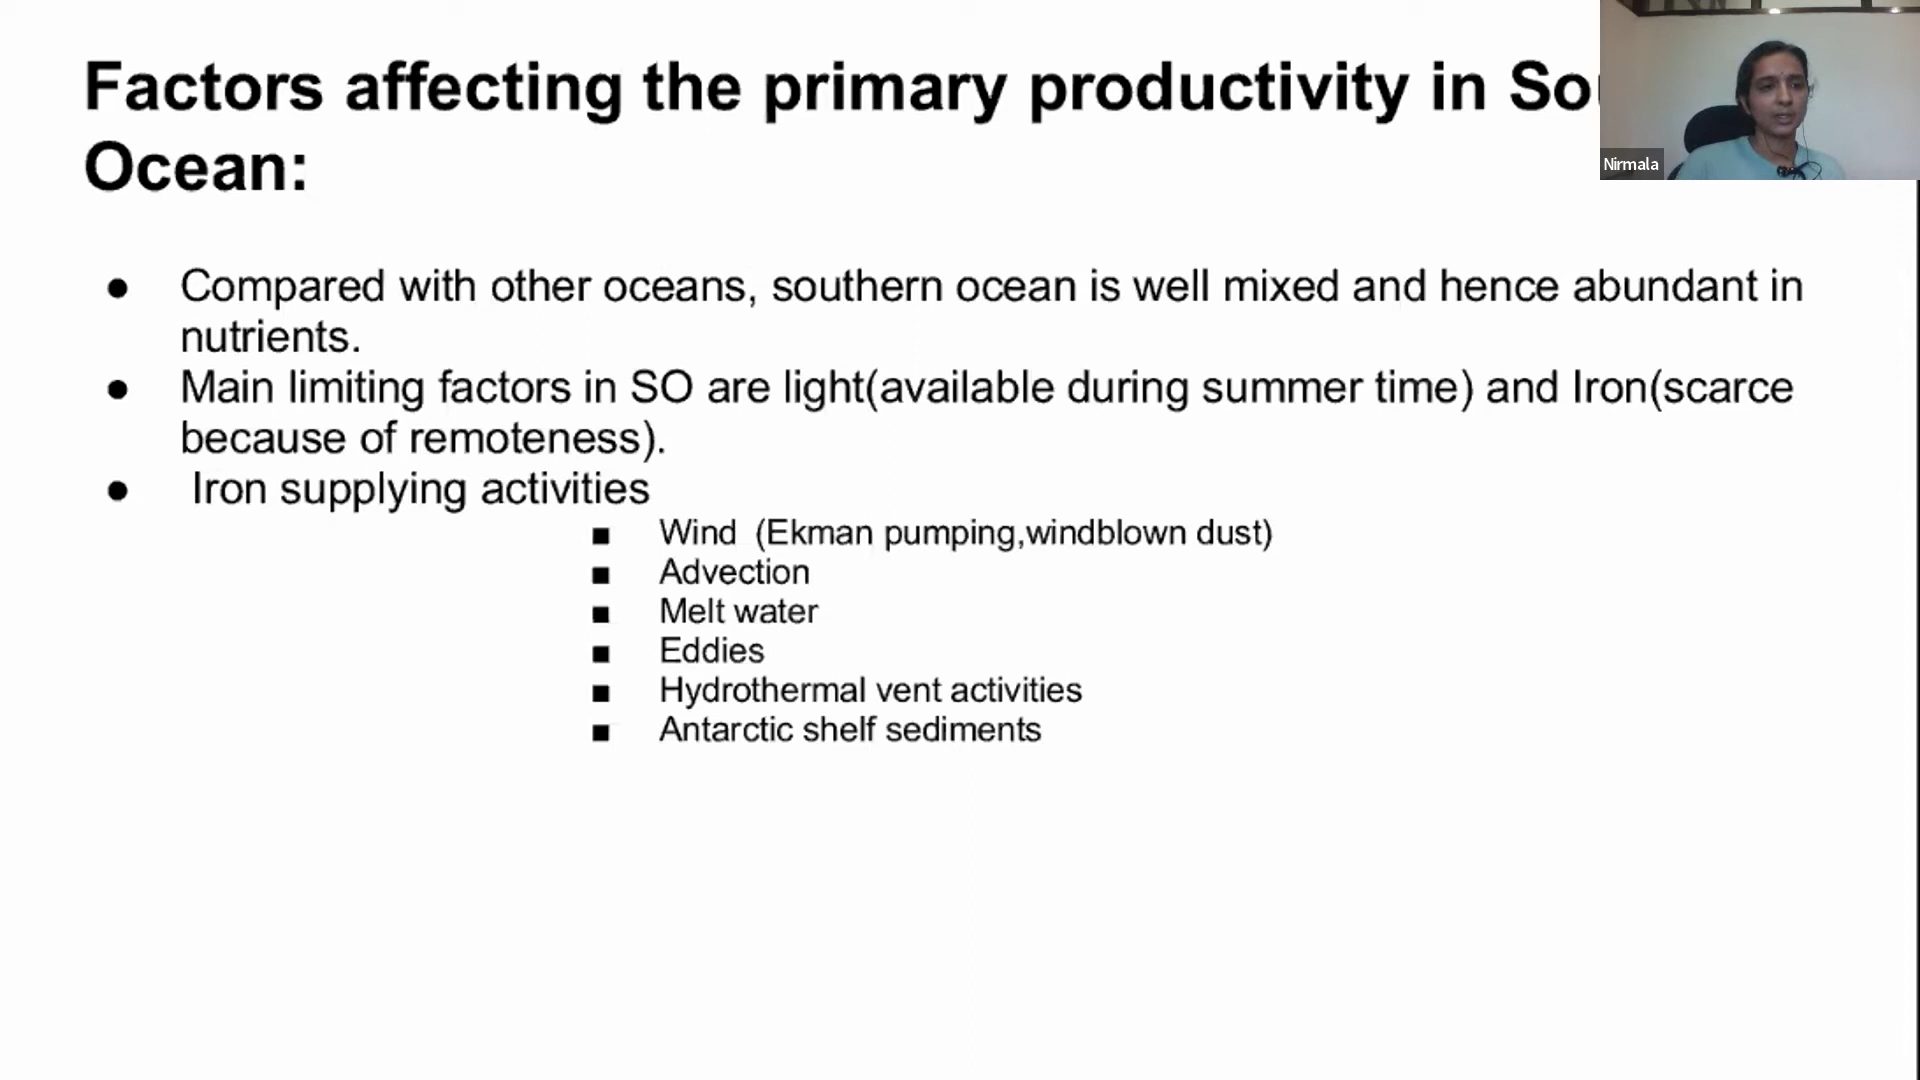 Factors affecting the primary productivity in
Ocean:
Nirmala
● Compared with other oceans, southern ocean is well mixed and hence abundant in
nutrients.
● Main limiting factors in SO are light(available during summer time) and Iron(scarce
because of remoteness).
● Iron supplying activities
■ Wind (Ekman pumping,windblown dust)
■ Advection
■ Melt water
■ Eddies
■ Hydrothermal vent activities
■ Antarctic shelf sediments